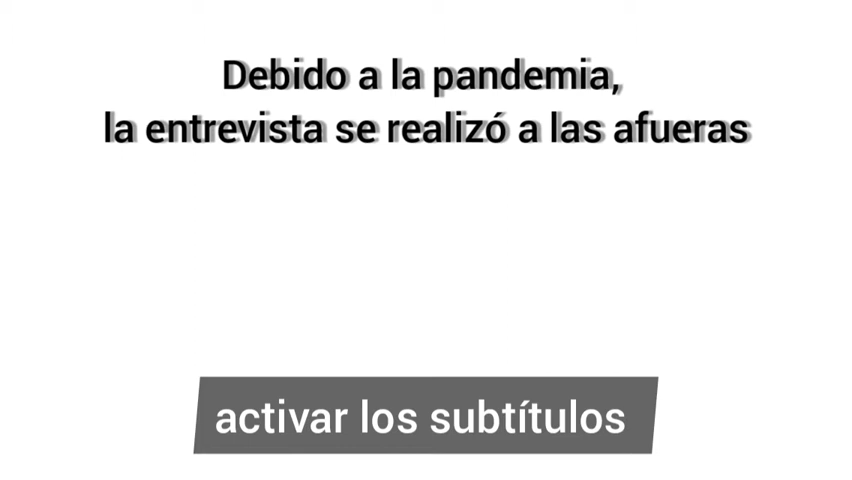 Debido a la pandemia,
la entrevista se realizó a las afueras
activar los subtítulos